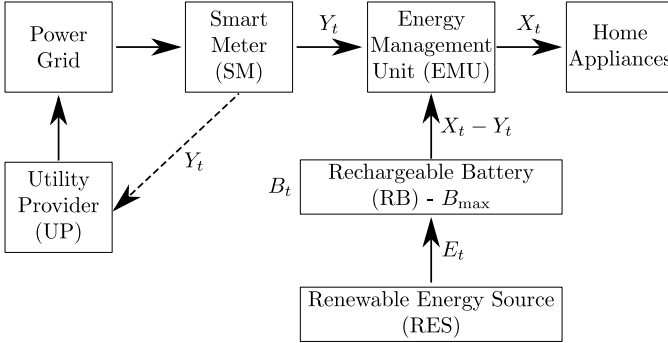 Power
Grid
Smart
Meter
(SM)
Y_t
Energy
Management
Unit (EMU)
X_t
Home
Appliances
X_t − Y_t
Y_t
Utility
Provider
(UP)
B_t
Rechargeable Battery
(RB) - B_max
E_t
Renewable Energy Source
(RES)